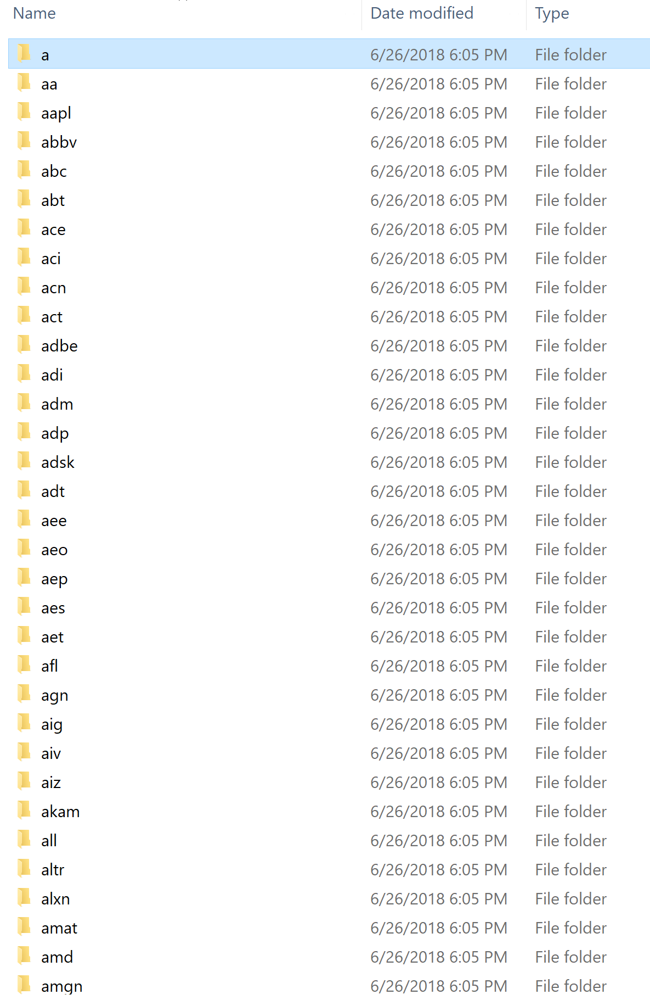 Name Date modified Type
a 6/26/2018 6:05 PM File folder
aa 6/26/2018 6:05 PM File folder
aapl 6/26/2018 6:05 PM File folder
abbv 6/26/2018 6:05 PM File folder
abc 6/26/2018 6:05 PM File folder
abt 6/26/2018 6:05 PM File folder
ace 6/26/2018 6:05 PM File folder
aci 6/26/2018 6:05 PM File folder
acn 6/26/2018 6:05 PM File folder
act 6/26/2018 6:05 PM File folder
adbe 6/26/2018 6:05 PM File folder
adi 6/26/2018 6:05 PM File folder
adm 6/26/2018 6:05 PM File folder
adp 6/26/2018 6:05 PM File folder
adsk 6/26/2018 6:05 PM File folder
adt 6/26/2018 6:05 PM File folder
aee 6/26/2018 6:05 PM File folder
aeo 6/26/2018 6:05 PM File folder
aep 6/26/2018 6:05 PM File folder
aes 6/26/2018 6:05 PM File folder
aet 6/26/2018 6:05 PM File folder
afl 6/26/2018 6:05 PM File folder
agn 6/26/2018 6:05 PM File folder
aig 6/26/2018 6:05 PM File folder
aiv 6/26/2018 6:05 PM File folder
aiz 6/26/2018 6:05 PM File folder
akam 6/26/2018 6:05 PM File folder
all 6/26/2018 6:05 PM File folder
altr 6/26/2018 6:05 PM File folder
alxn 6/26/2018 6:05 PM File folder
amat 6/26/2018 6:05 PM File folder
amd 6/26/2018 6:05 PM File folder
amgn 6/26/2018 6:05 PM File folder